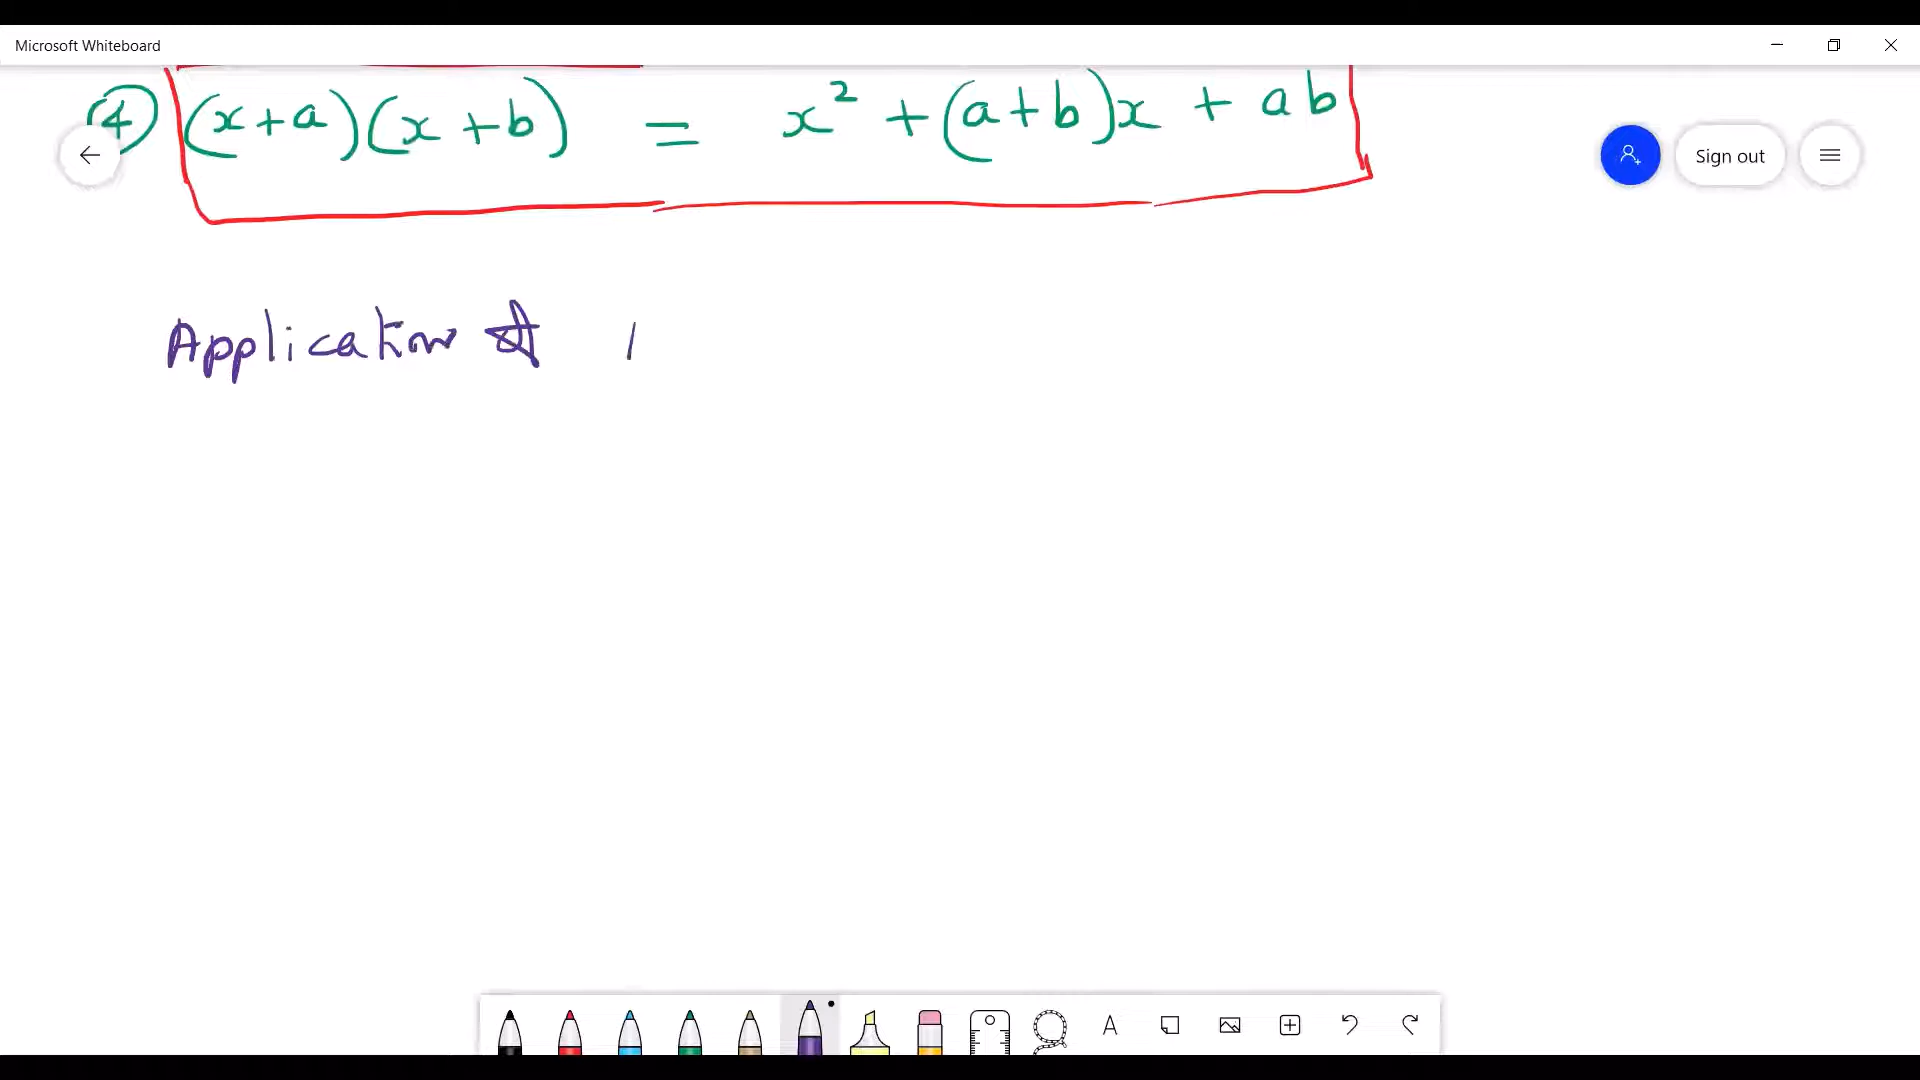 Microsoft Whiteboard
④ (x+a)(x+b) = x² + (a+b)x + ab
Sign out
Application of